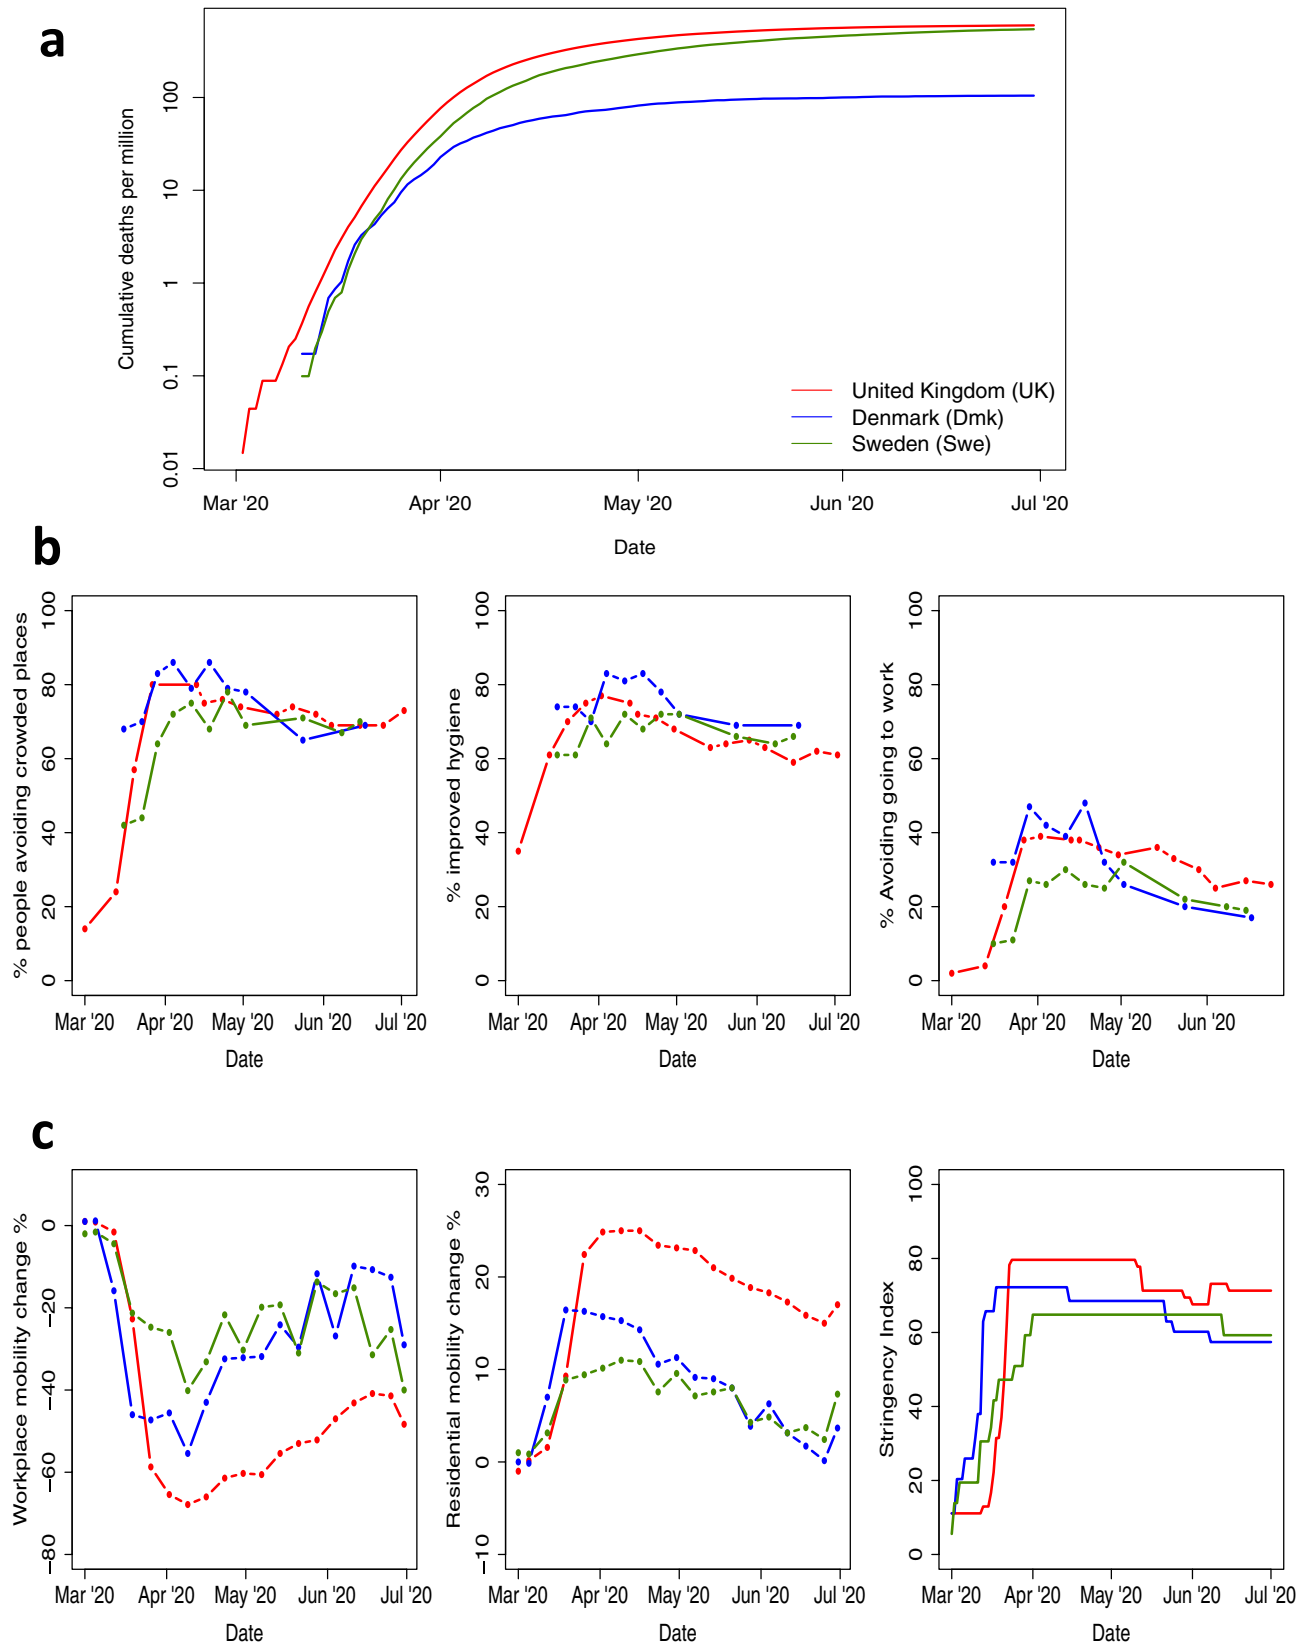 a
Cumulative deaths per million
100
10
1
0.1
0.01
United Kingdom (UK)
Denmark (Dmk)
Sweden (Swe)
Mar '20 Apr '20 May '20 Jun '20 Jul '20
Date
b
% people avoiding crowded places
100
80
60
40
20
0
Mar '20 Apr '20 May '20 Jun '20 Jul '20
Date
% improved hygiene
100
80
60
40
20
0
Mar '20 Apr '20 May '20 Jun '20 Jul '20
Date
% Avoiding going to work
100
80
60
40
20
0
Mar '20 Apr '20 May '20 Jun '20
Date
c
Workplace mobility change %
0
−20
−40
−60
−80
Mar '20 Apr '20 May '20 Jun '20 Jul '20
Date
Residential mobility change %
30
20
10
0
−10
Mar '20 Apr '20 May '20 Jun '20 Jul '20
Date
Stringency Index
100
80
60
40
20
0
Mar '20 Apr '20 May '20 Jun '20 Jul '20
Date